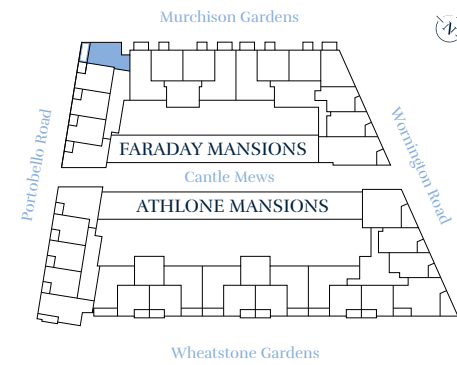 Murchison Gardens
N
Portobello Road
Wornington Road
FARADAY MANSIONS
Cantle Mews
ATHLONE MANSIONS
Wheatstone Gardens